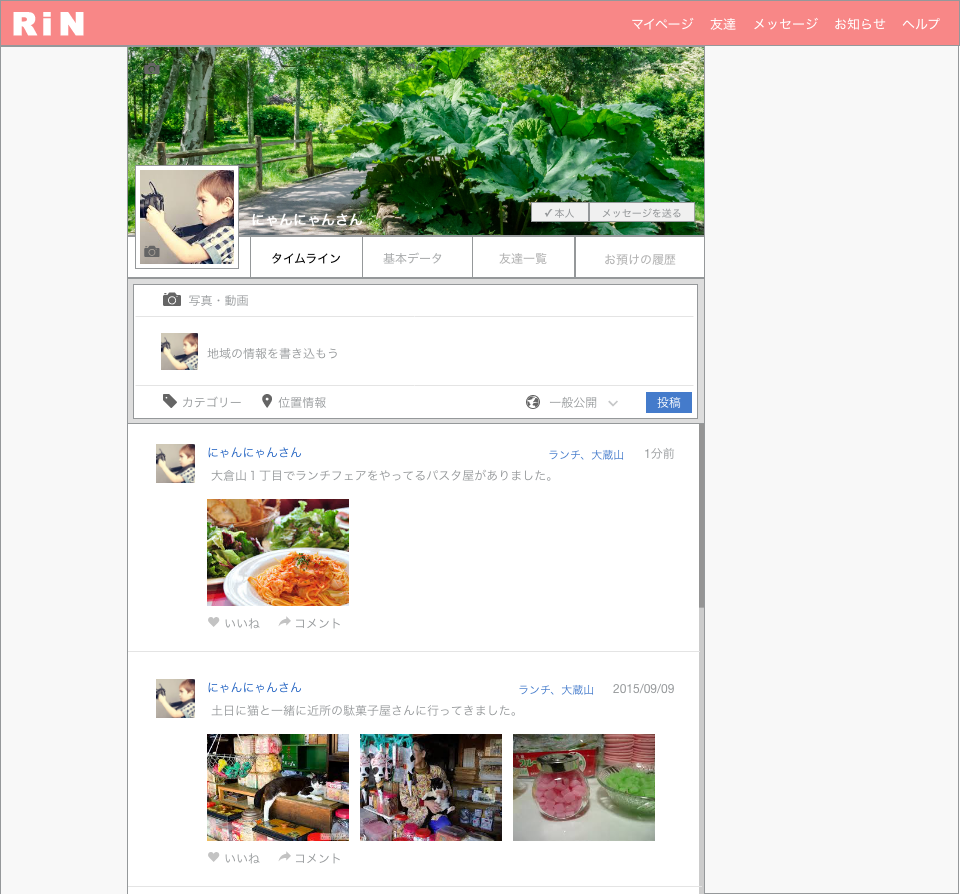 RiN
マイページ 友達 メッセージ お知らせ ヘルプ
にゃんにゃんさん
✓本人 メッセージを送る
タイムライン 基本データ 友達一覧 お預けの履歴
写真・動画
地域の情報を書き込もう
カテゴリー 位置情報 一般公開 投稿
にゃんにゃんさん ランチ、大蔵山 1分前
大倉山1丁目でランチフェアをやってるパスタ屋がありました。
いいね コメント
にゃんにゃんさん ランチ、大蔵山 2015/09/09
土日に猫と一緒に近所の駄菓子屋さんに行ってきました。
いいね コメント